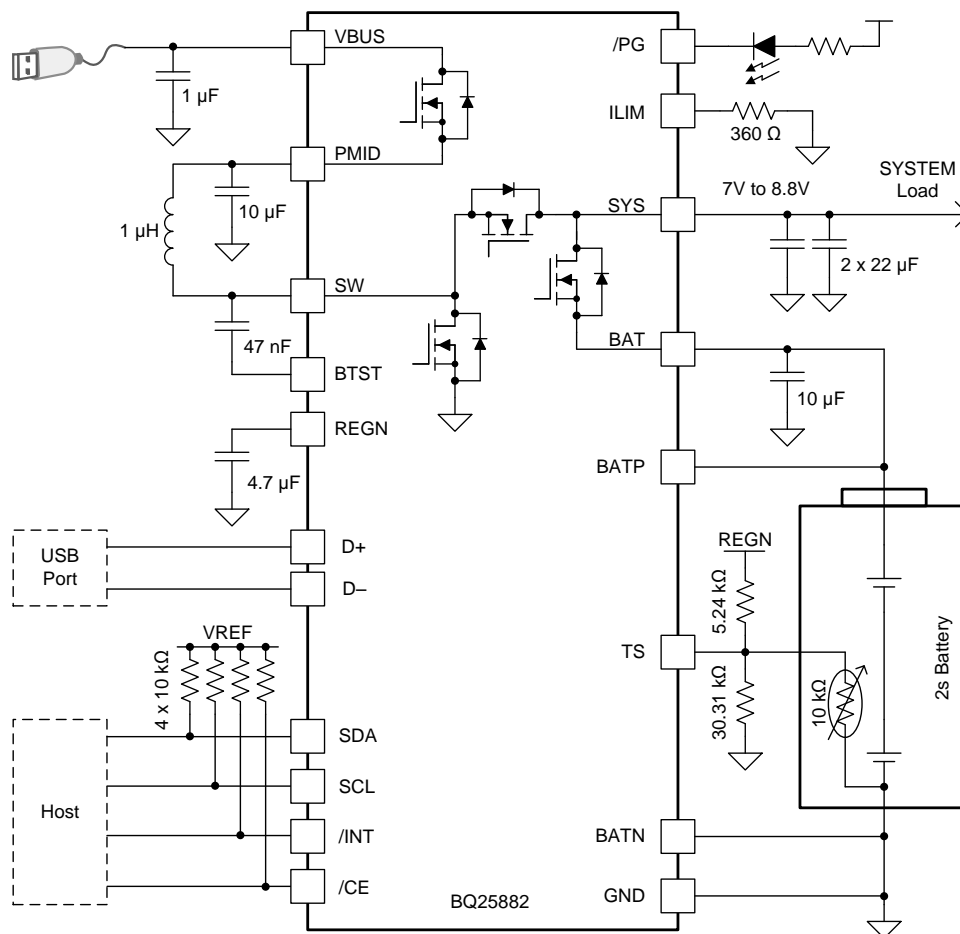 VBUS
1 µF
PMID
10 µF
1 µH
SW
47 nF
BTST
REGN
4.7 µF
USB
Port
D+
D–
VREF
4 x 10 kΩ
Host
SDA
SCL
/INT
/CE
BQ25882
/PG
ILIM
360 Ω
SYS
7V to 8.8V
SYSTEM
Load
2 x 22 µF
BAT
10 µF
BATP
REGN
5.24 kΩ
TS
30.31 kΩ
10 kΩ
2s Battery
BATN
GND